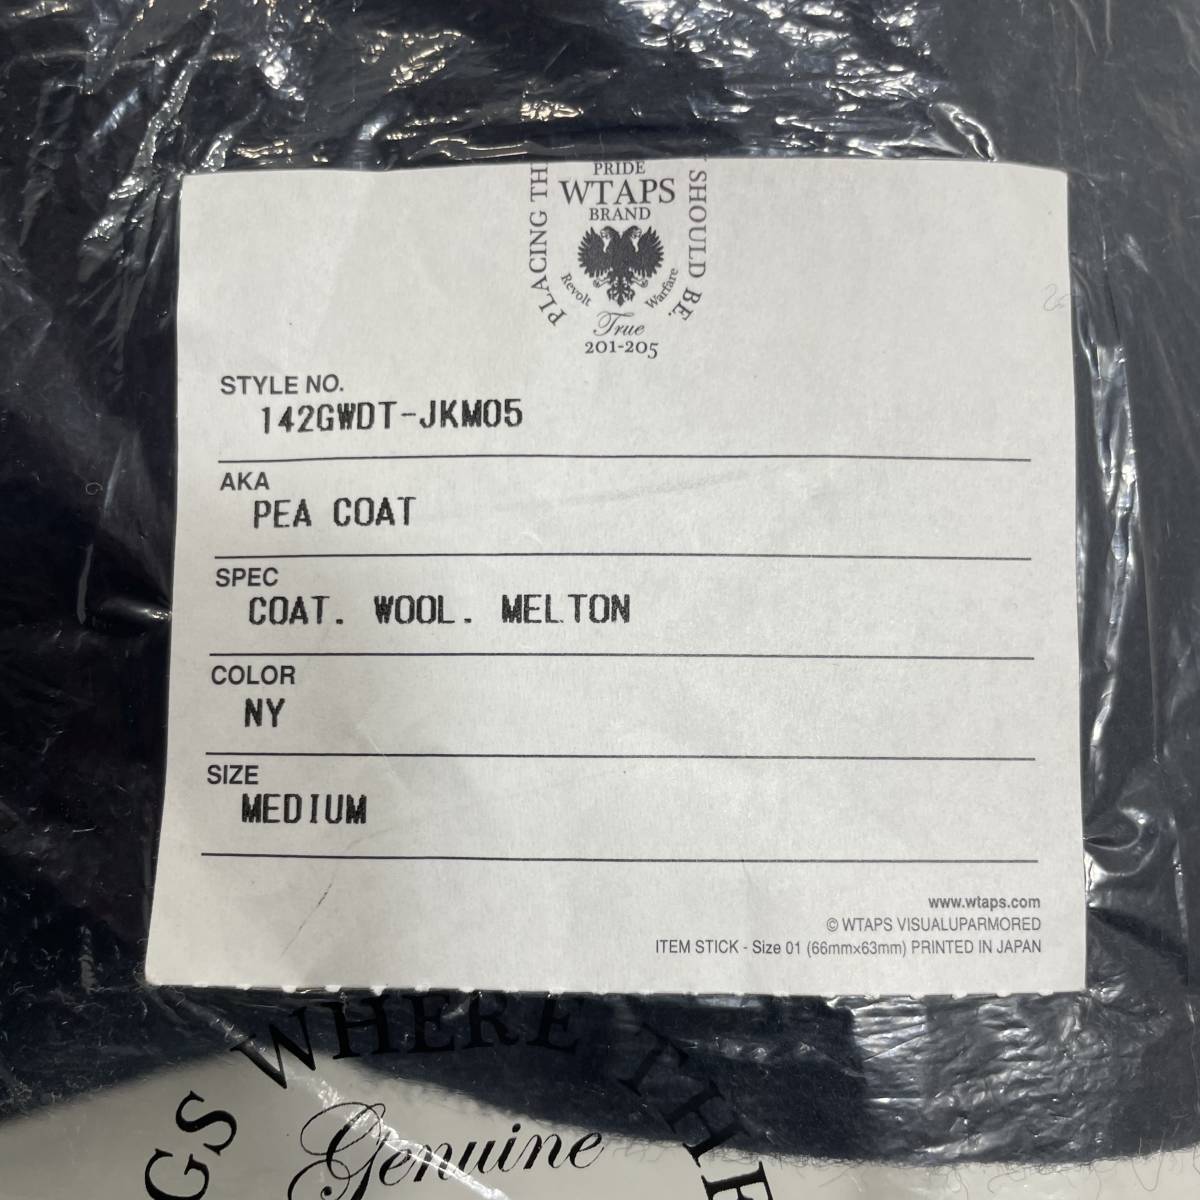 PRIDE
WTAPS
BRAND
PLACING TH
SHOULD BE.
Revolt
Warfare
True
201-205
STYLE NO.
142GWDT-JKM05
AKA
PEA COAT
SPEC
COAT. WOOL. MELTON
COLOR
NY
SIZE
MEDIUM
www.wtaps.com
© WTAPS VISUALUPARMORED
ITEM STICK - Size 01 (66mmx63mm) PRINTED IN JAPAN
GS WHERE THE
Genuine